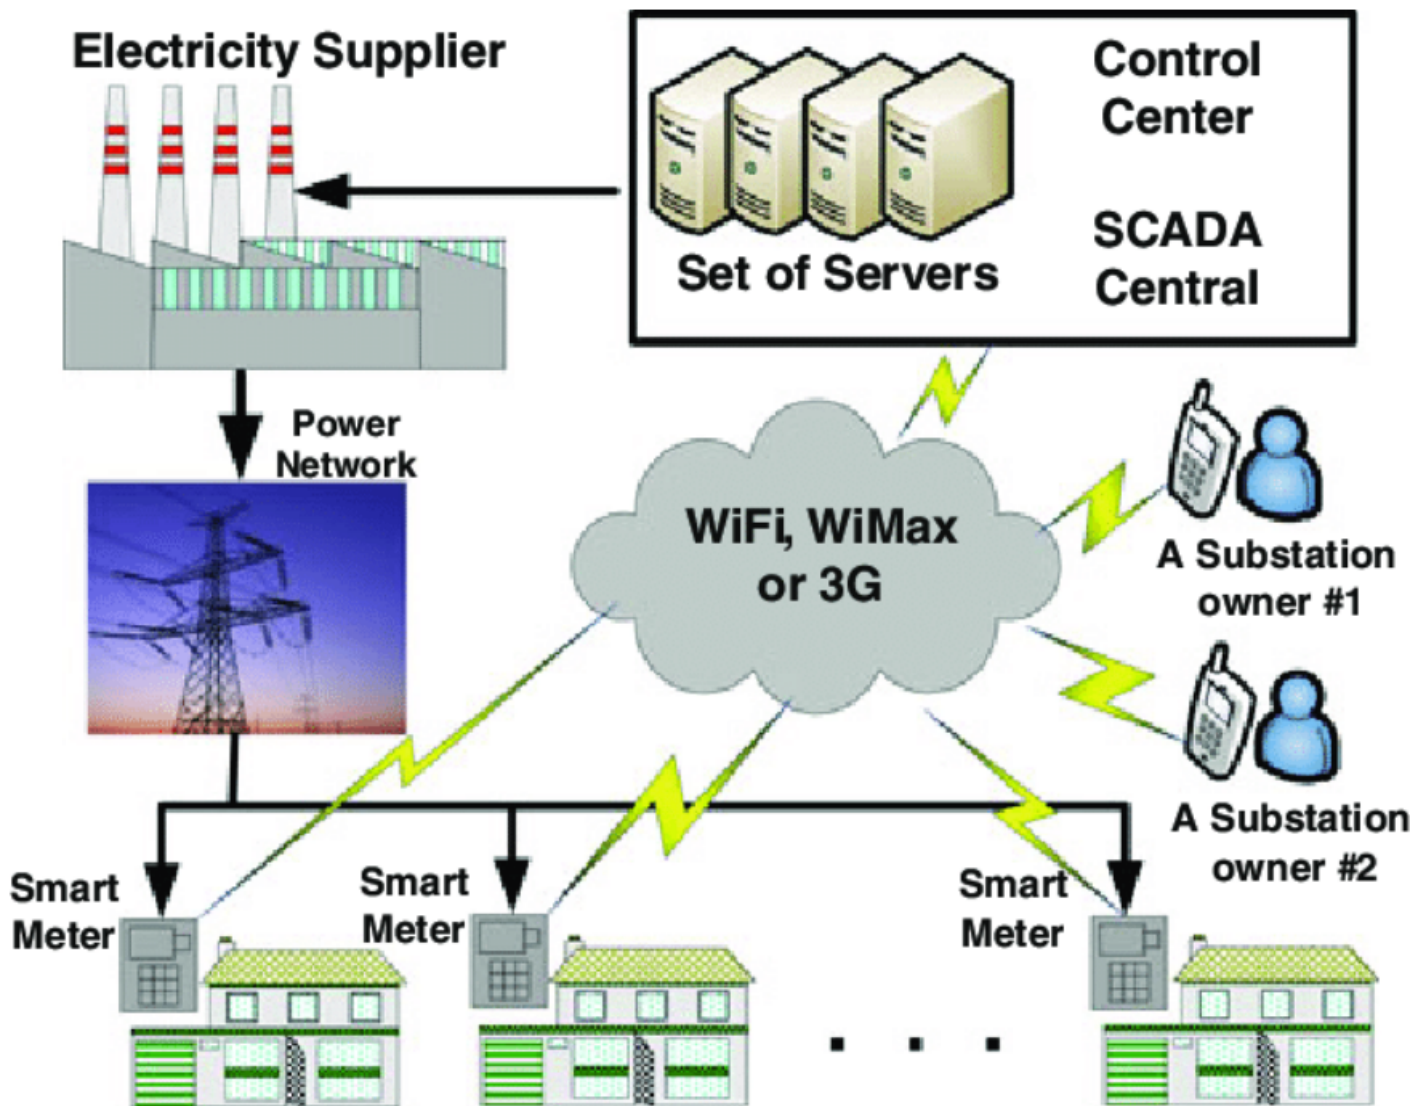 Electricity Supplier
Control
Center
SCADA
Central
Set of Servers
Power
Network
WiFi, WiMax
or 3G
A Substation
owner #1
A Substation
owner #2
Smart
Meter
Smart
Meter
Smart
Meter